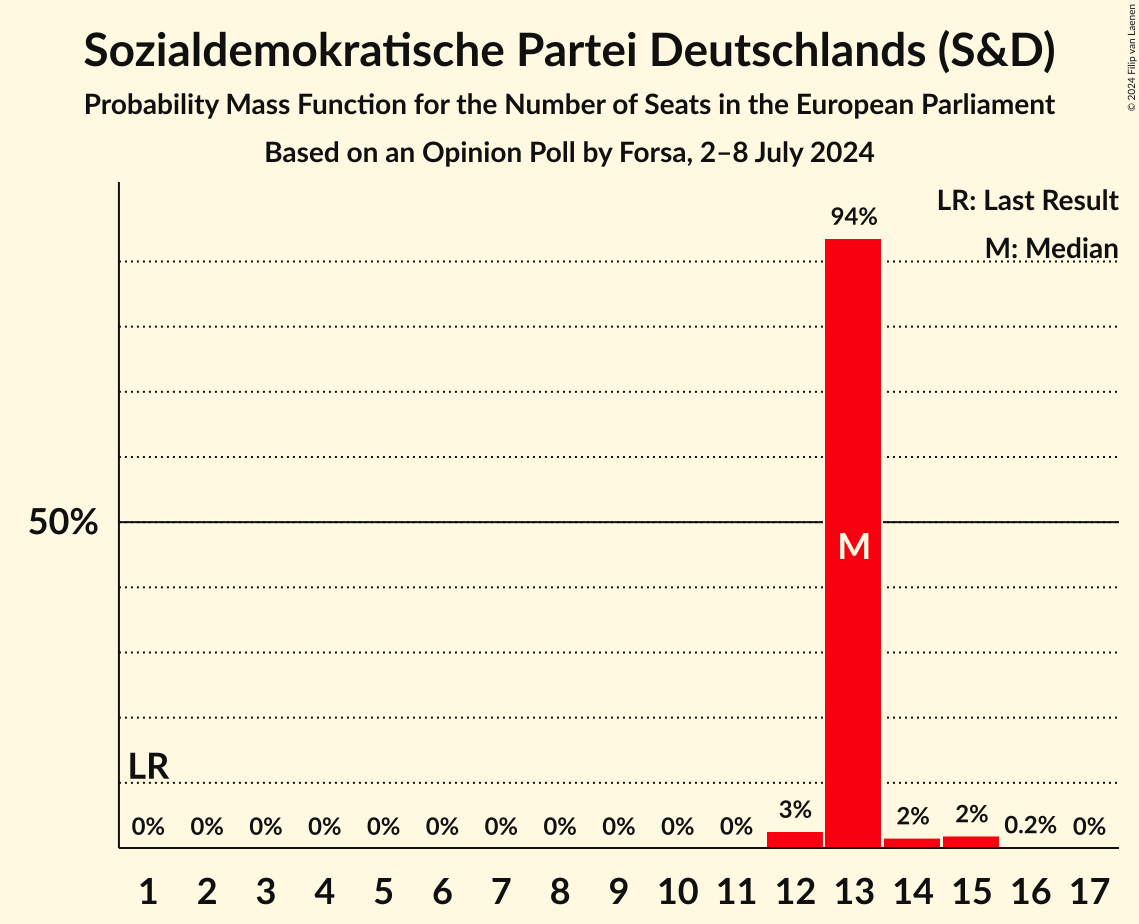 Sozialdemokratische Partei Deutschlands (S&D)
Probability Mass Function for the Number of Seats in the European Parliament
Based on an Opinion Poll by Forsa, 2–8 July 2024
© 2024 Filip van Laenen
LR: Last Result
M: Median
94%
50%
M
LR
0% 0% 0% 0% 0% 0% 0% 0% 0% 0% 0% 3% 2% 2% 0.2% 0%
1 2 3 4 5 6 7 8 9 10 11 12 13 14 15 16 17